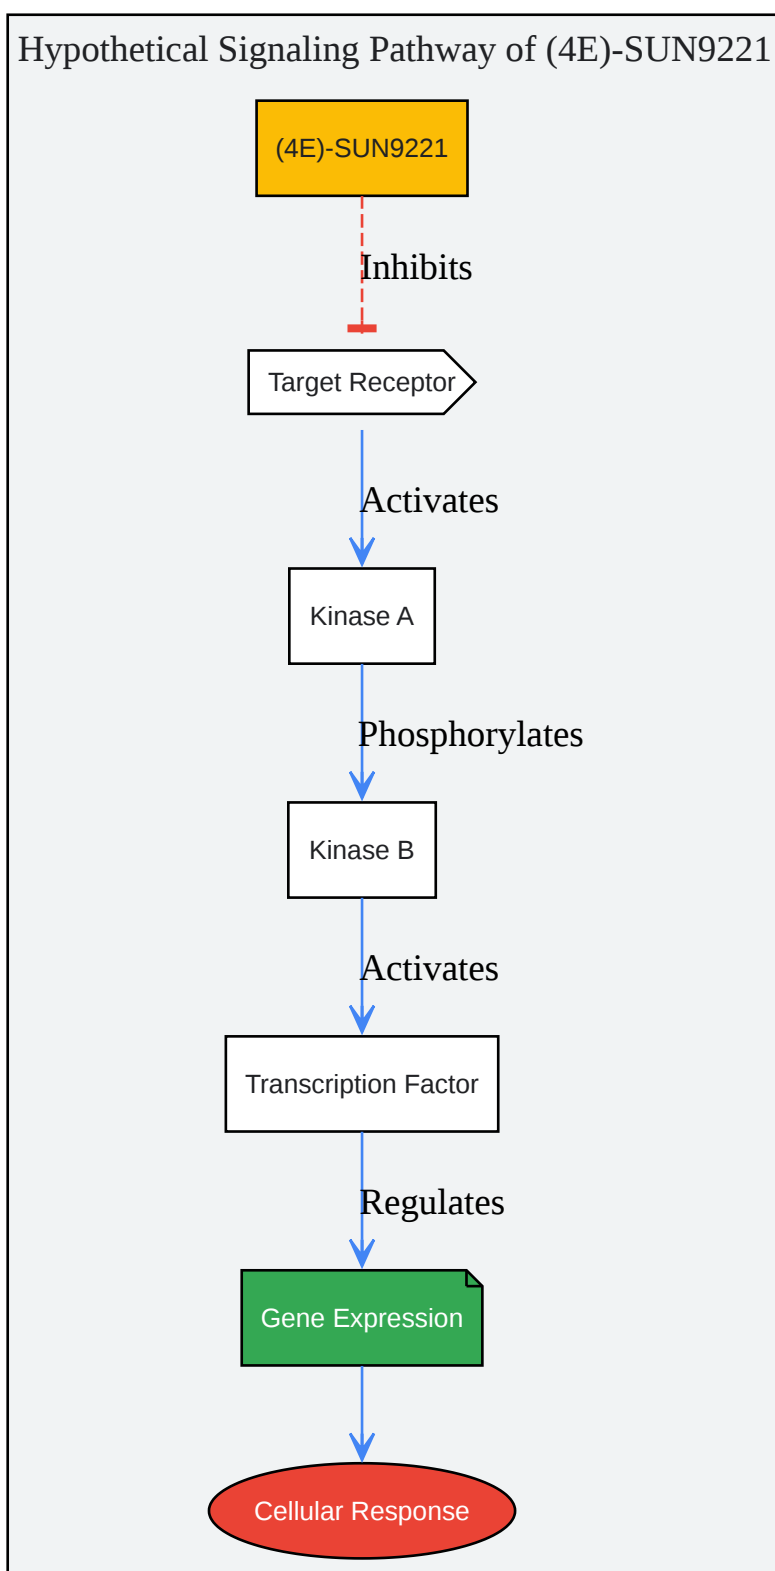 Hypothetical Signaling Pathway of (4E)-SUN9221
(4E)-SUN9221
Inhibits
Target Receptor
Activates
Kinase A
Phosphorylates
Kinase B
Activates
Transcription Factor
Regulates
Gene Expression
Cellular Response